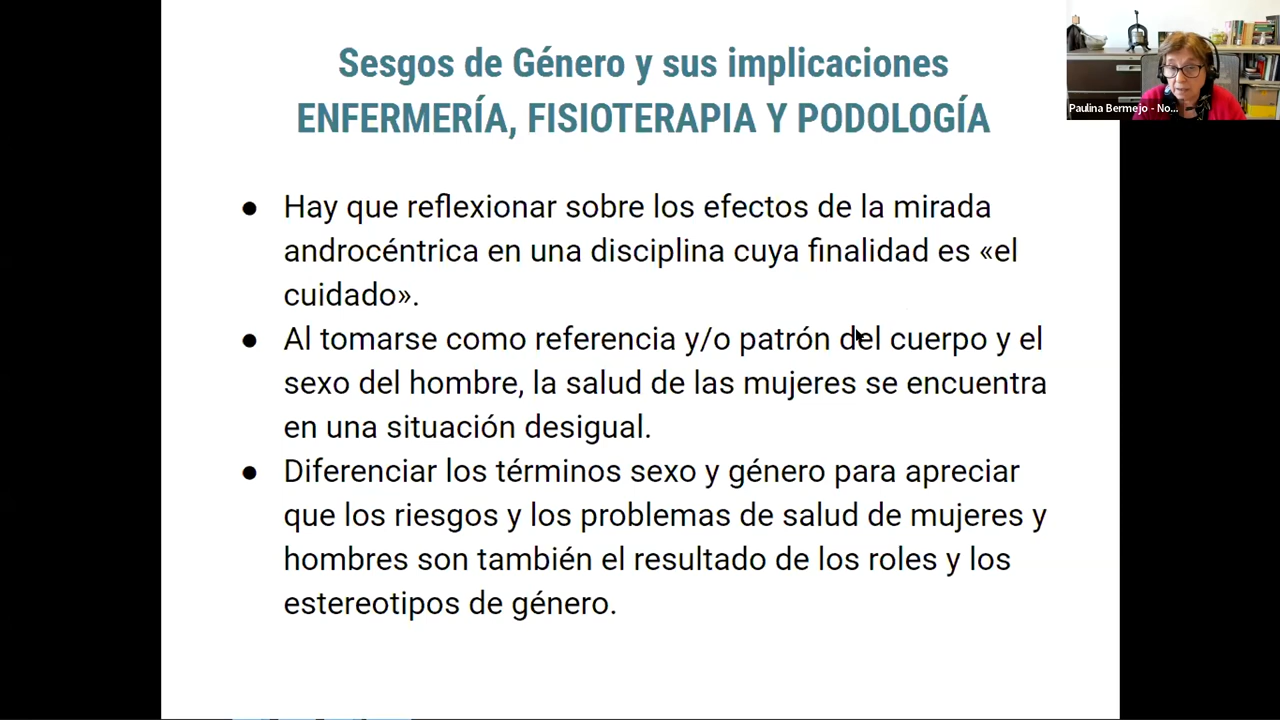 Sesgos de Género y sus implicaciones
ENFERMERÍA, FISIOTERAPIA Y PODOLOGÍA
● Hay que reflexionar sobre los efectos de la mirada
androcéntrica en una disciplina cuya finalidad es «el
cuidado».
● Al tomarse como referencia y/o patrón del cuerpo y el
sexo del hombre, la salud de las mujeres se encuentra
en una situación desigual.
● Diferenciar los términos sexo y género para apreciar
que los riesgos y los problemas de salud de mujeres y
hombres son también el resultado de los roles y los
estereotipos de género.
Paulina Bermejo - No...